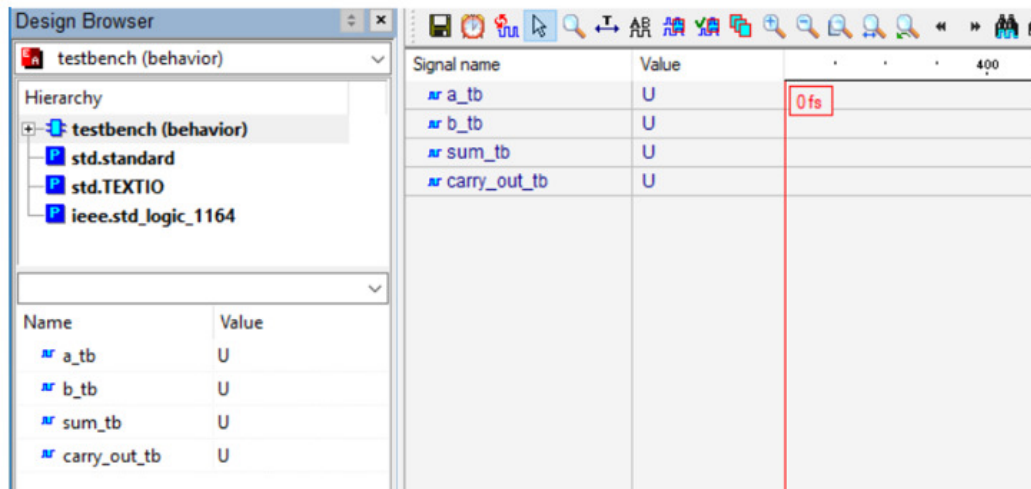 Design Browser
testbench (behavior)
Hierarchy
testbench (behavior)
std.standard
std.TEXTIO
ieee.std_logic_1164
Name Value
a_tb U
b_tb U
sum_tb U
carry_out_tb U
Signal name Value 400
a_tb U 0 fs
b_tb U
sum_tb U
carry_out_tb U